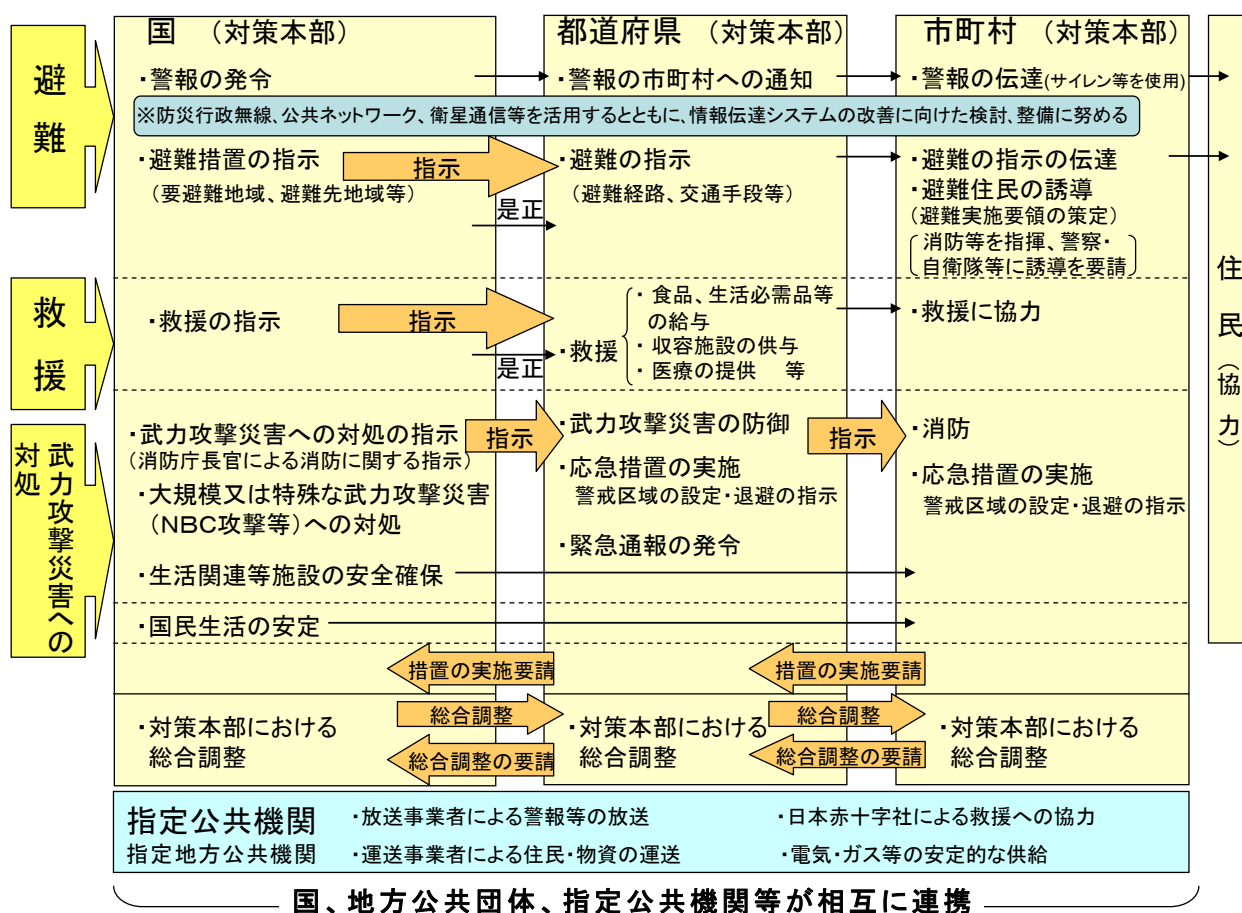 避難
国 (対策本部)
都道府県 (対策本部)
市町村 (対策本部)
・警報の発令
・警報の市町村への通知
・警報の伝達(サイレン等を使用)
※防災行政無線、公共ネットワーク、衛星通信等を活用するとともに、情報伝達システムの改善に向けた検討、整備に努める
・避難措置の指示
(要避難地域、避難先地域等)
指示
是正
・避難の指示
(避難経路、交通手段等)
・避難の指示の伝達
・避難住民の誘導
(避難実施要領の策定)
消防等を指揮、警察・
自衛隊等に誘導を要請
住民(協力)
救援
・救援の指示
指示
是正
・救援
・ 食品、生活必需品等
の給与
・ 収容施設の供与
・ 医療の提供 等
・救援に協力
武力攻撃災害への
対処
・武力攻撃災害への対処の指示
(消防庁長官による消防に関する指示)
・大規模又は特殊な武力攻撃災害
(NBC攻撃等)への対処
・生活関連等施設の安全確保
指示
・武力攻撃災害の防御
・応急措置の実施
警戒区域の設定・退避の指示
・緊急通報の発令
指示
・消防
・応急措置の実施
警戒区域の設定・退避の指示
・国民生活の安定
措置の実施要請
措置の実施要請
・対策本部における
総合調整
総合調整
総合調整の要請
・対策本部における
総合調整
総合調整
総合調整の要請
・対策本部における
総合調整
指定公共機関
指定地方公共機関
・放送事業者による警報等の放送
・日本赤十字社による救援への協力
・運送事業者による住民・物資の運送
・電気・ガス等の安定的な供給
国、地方公共団体、指定公共機関等が相互に連携